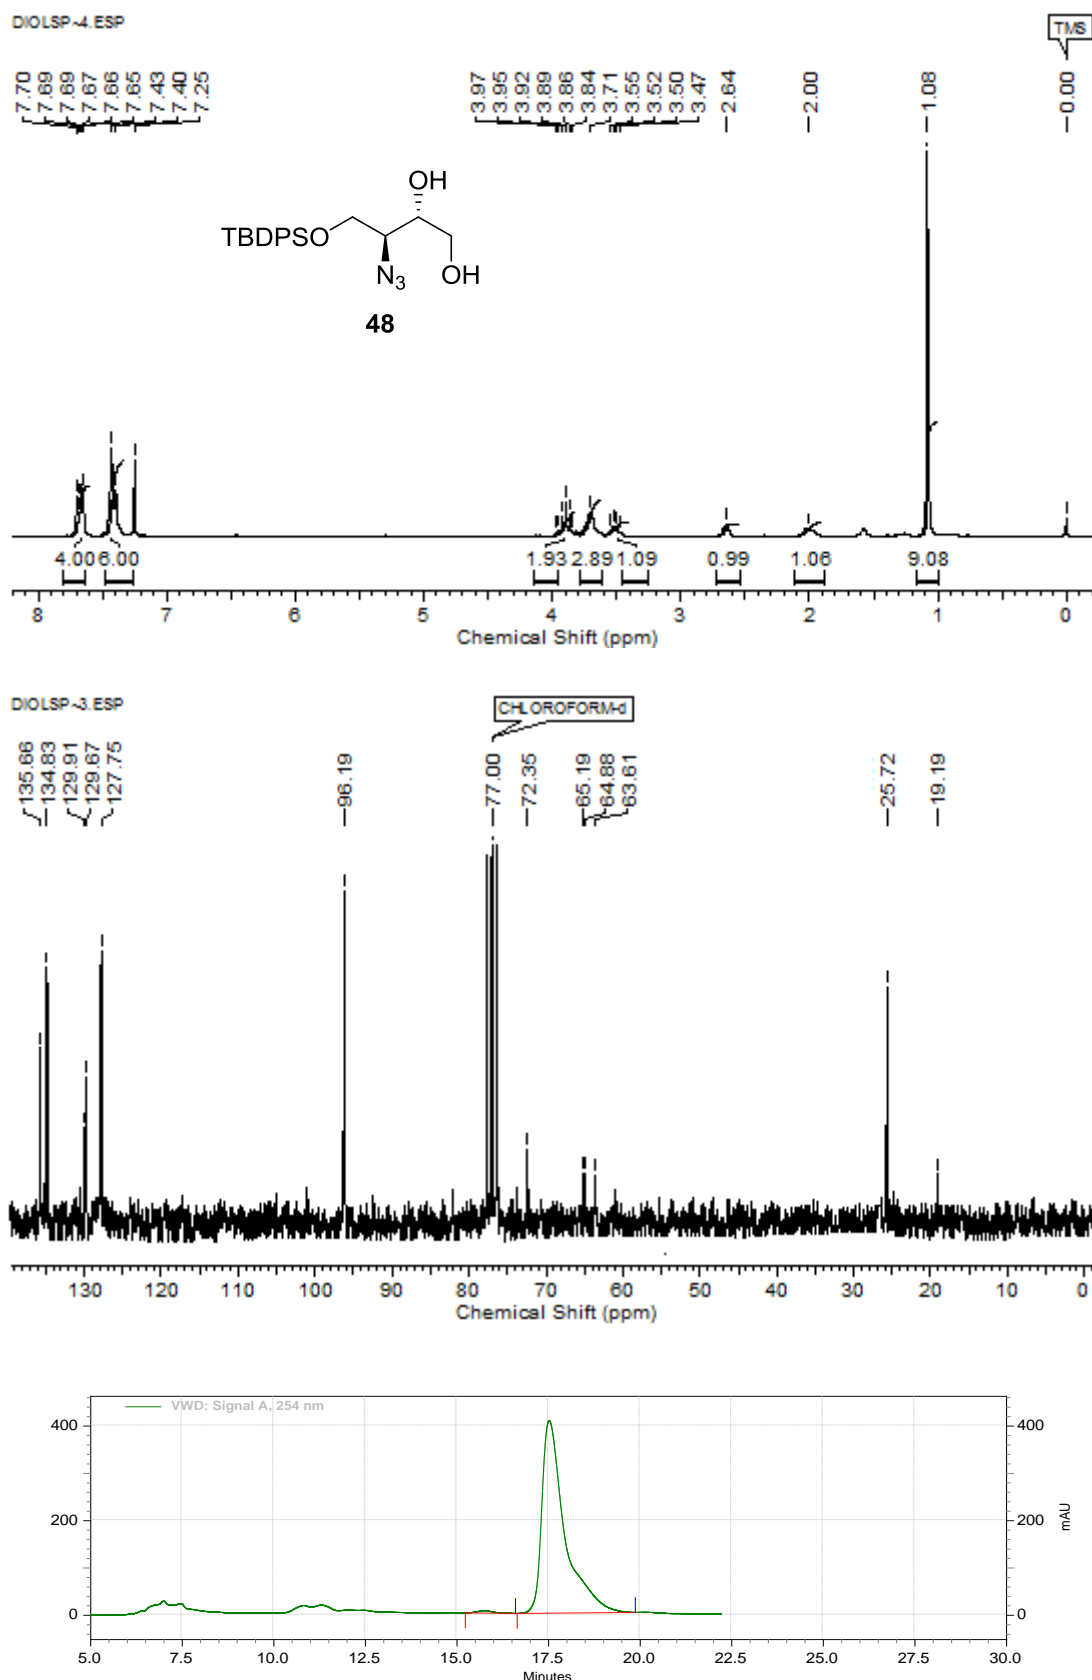 DIOLSP~4.ESP
TMS
7.70 7.69 7.69 7.67 7.66 7.65 7.43 7.40 7.25 3.97 3.95 3.92 3.89 3.86 3.84 3.71 3.55 3.52 3.50 3.47 2.64 2.00 1.08 0.00
OH
TBDPSO
N3 OH
48
4.00 6.00 1.93 2.89 1.09 0.99 1.06 9.08
8 7 6 5 4 3 2 1 0
Chemical Shift (ppm)
DIOLSP~3.ESP
CHLOROFORM-d
135.66 134.83 129.91 129.67 127.75 96.19 77.00 72.35 65.19 64.88 63.61 25.72 19.19
130 120 110 100 90 80 70 60 50 40 30 20 10 0
Chemical Shift (ppm)
VWD: Signal A, 254 nm
400 400
200 200
mAU
0 0
5.0 7.5 10.0 12.5 15.0 17.5 20.0 22.5 25.0 27.5 30.0
Minutes